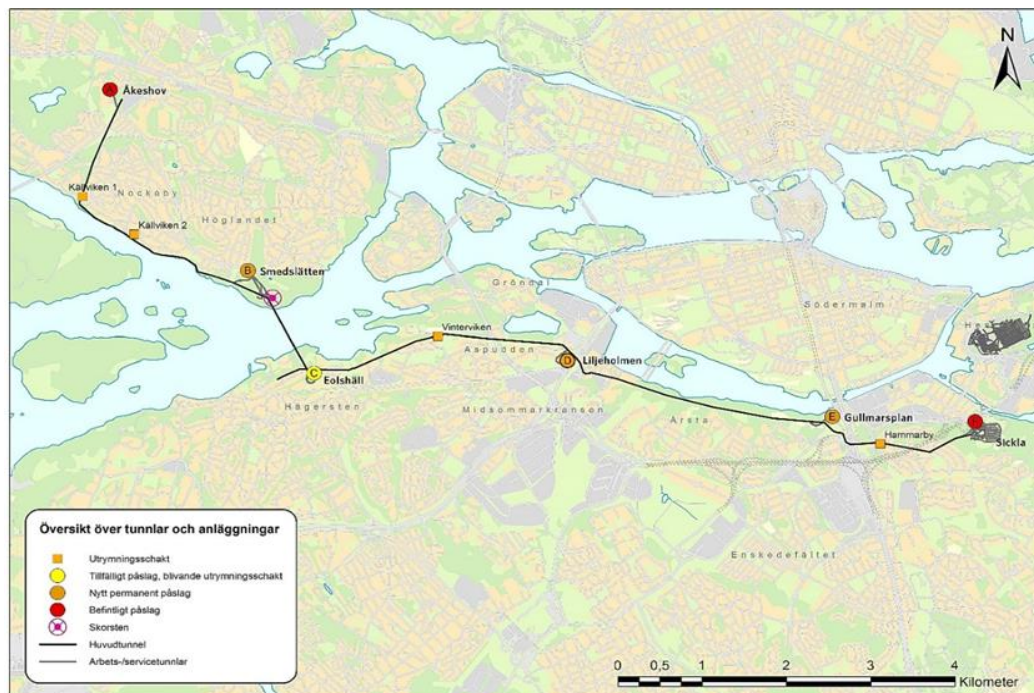 N
A
Åkeshov
Källviken 1
Nockeby
Källviken 2
Höglandet
B
Smedslätten
Gröndal
Södermalm
Vinterviken
Aspudden
D
Liljeholmen
C
Eolshäll
Hägersten
Midsommarkransen
Årsta
E
Gullmarsplan
Hammarby
Sickla
Enskedefältet
Översikt över tunnlar och anläggningar
Utrymningsschakt
Tillfälligt påslag, blivande utrymningsschakt
Nytt permanent påslag
Befintligt påslag
Skorsten
Huvudtunnel
Arbets-/servicetunnlar
0 0,5 1 2 3 4
Kilometer